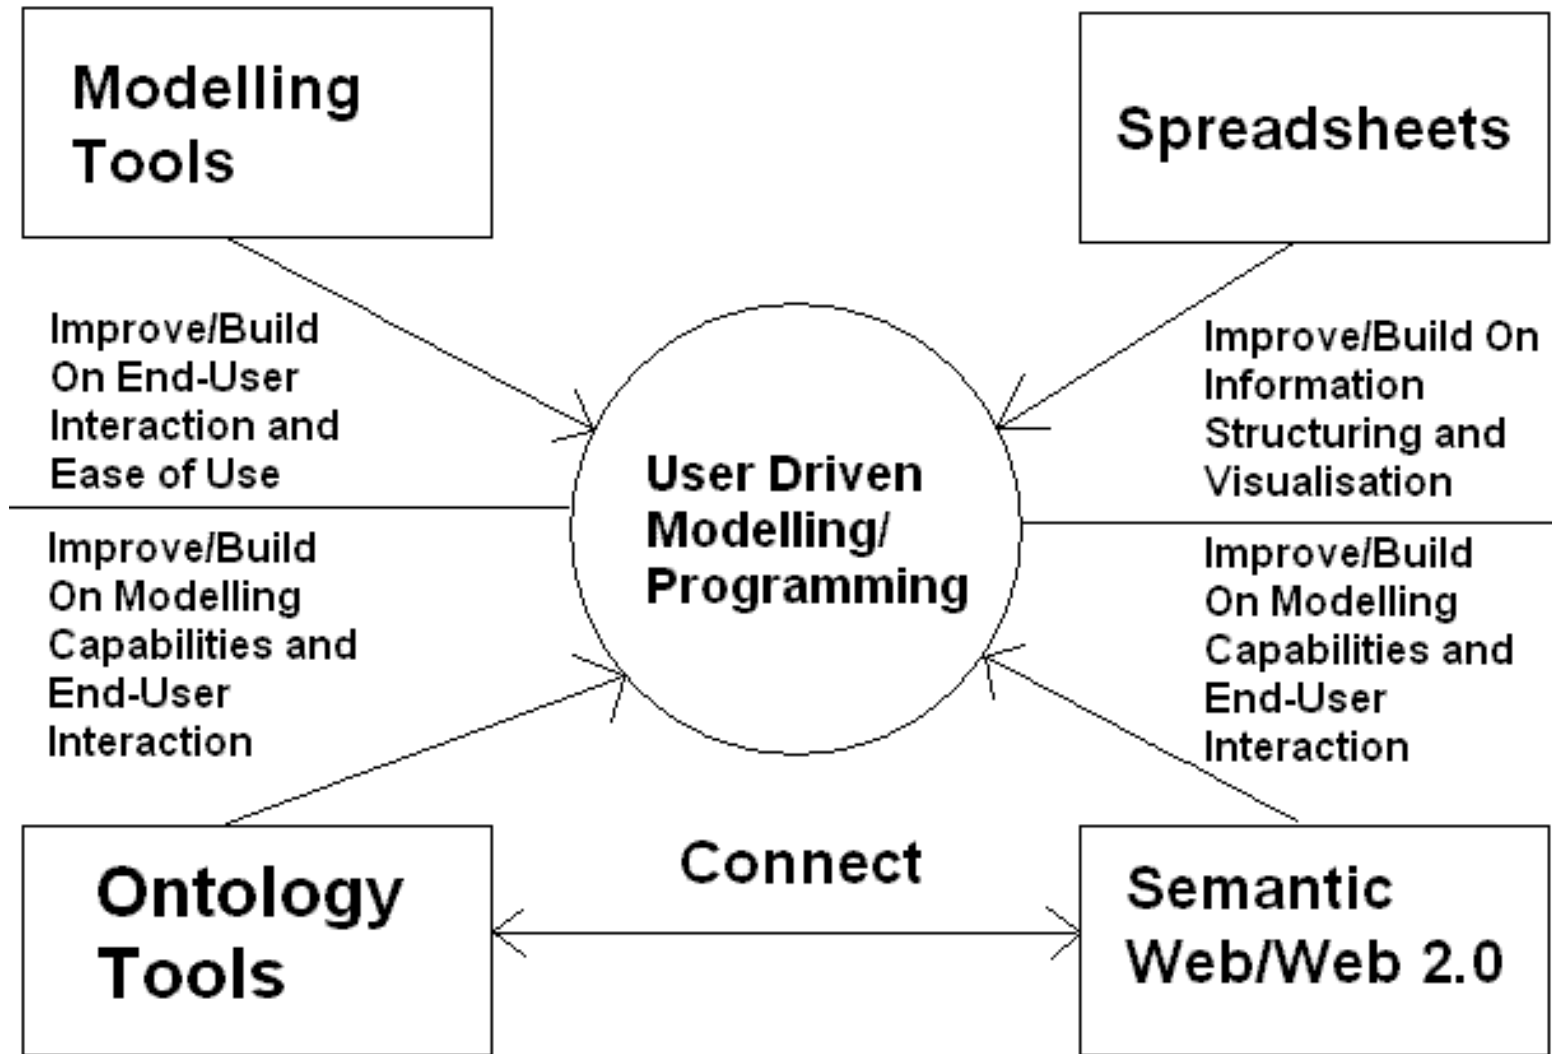 Modelling
Tools
Spreadsheets
Improve/Build
On End-User
Interaction and
Ease of Use
Improve/Build On
Information
Structuring and
Visualisation
User Driven
Modelling/
Programming
Improve/Build
On Modelling
Capabilities and
End-User
Interaction
Improve/Build
On Modelling
Capabilities and
End-User
Interaction
Ontology
Tools
Connect
Semantic
Web/Web 2.0